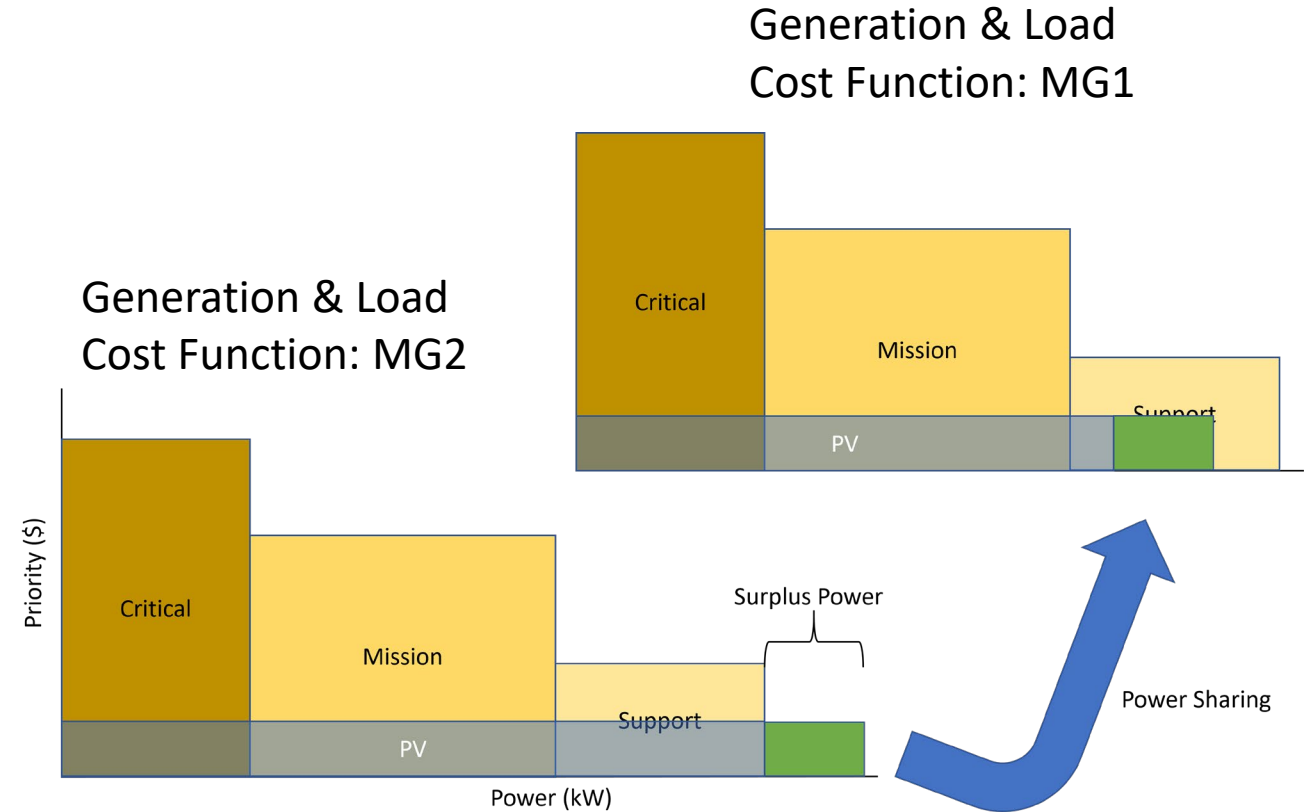 Generation & Load
Cost Function: MG1
Critical
Mission
Support
PV
Generation & Load
Cost Function: MG2
Priority ($)
Critical
Mission
Support
PV
Surplus Power
Power Sharing
Power (kW)